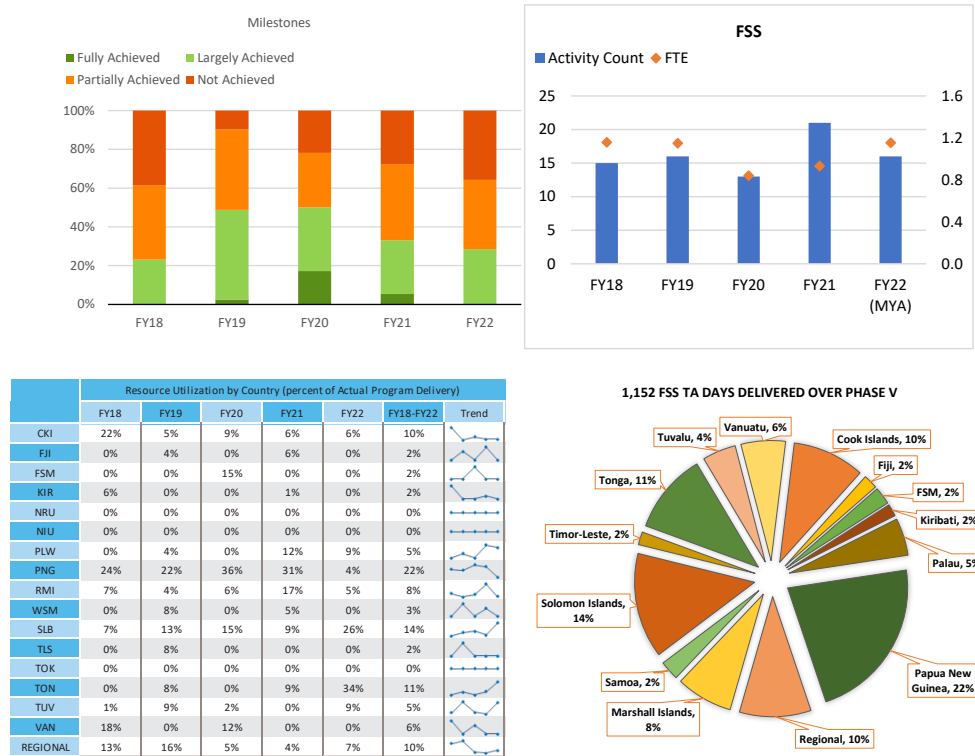 Milestones
Fully Achieved Largely Achieved
Partially Achieved Not Achieved
100%
80%
60%
40%
20%
0%
FY18 FY19 FY20 FY21 FY22
FSS
Activity Count FTE
25 1.6
20 1.2
15
10 0.8
5 0.4
0 0.0
FY18 FY19 FY20 FY21 FY22
(MYA)
Resource Utilization by Country (percent of Actual Program Delivery)
FY18 FY19 FY20 FY21 FY22 FY18-FY22 Trend
CKI 22% 5% 9% 6% 6% 10%
FJI 0% 4% 0% 6% 0% 2%
FSM 0% 0% 15% 0% 0% 2%
KIR 6% 0% 0% 1% 0% 2%
NRU 0% 0% 0% 0% 0% 0%
NIU 0% 0% 0% 0% 0% 0%
PLW 0% 4% 0% 12% 9% 5%
PNG 24% 22% 36% 31% 4% 22%
RMI 7% 4% 6% 17% 5% 8%
WSM 0% 8% 0% 5% 0% 3%
SLB 7% 13% 15% 9% 26% 14%
TLS 0% 8% 0% 0% 0% 2%
TOK 0% 0% 0% 0% 0% 0%
TON 0% 8% 0% 9% 34% 11%
TUV 1% 9% 2% 0% 9% 5%
VAN 18% 0% 12% 0% 0% 6%
REGIONAL 13% 16% 5% 4% 7% 10%
1,152 FSS TA DAYS DELIVERED OVER PHASE V
Vanuatu, 6%
Cook Islands, 10%
Tuvalu, 4%
Fiji, 2%
Tonga, 11%
FSM, 2%
Kiribati, 2%
Timor-Leste, 2%
Palau, 5%
Solomon Islands,
14%
Papua New
Guinea, 22%
Samoa, 2%
Marshall Islands,
8%
Regional, 10%